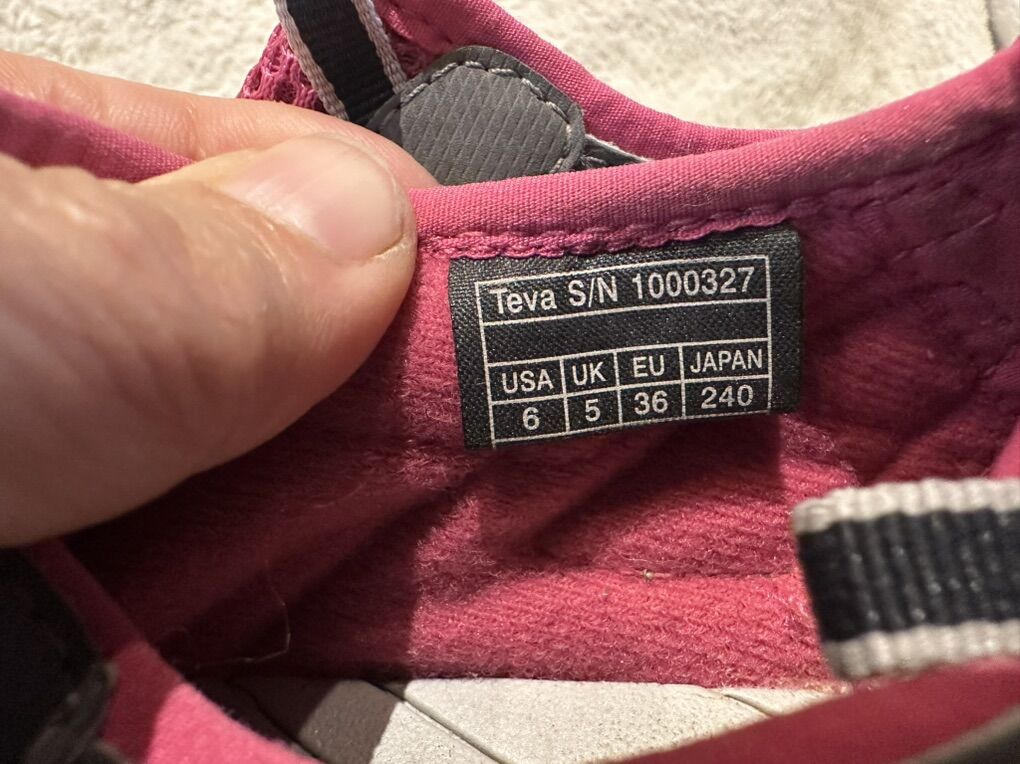 Teva S/N 1000327
USA UK EU JAPAN
6 5 36 240